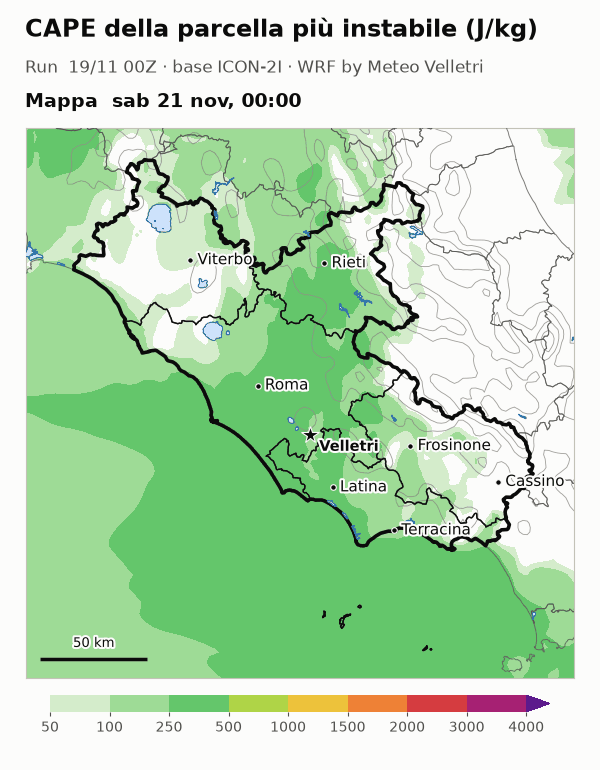 CAPE della parcella più instabile (J/kg)
Run  19/11 00Z · base ICON-2I · WRF by Meteo Velletri
Mappa  sab 21 nov, 00:00
Viterbo
Rieti
Roma
Velletri
Frosinone
Latina
Cassino
Terracina
50 km
50 100 250 500 1000 1500 2000 3000 4000